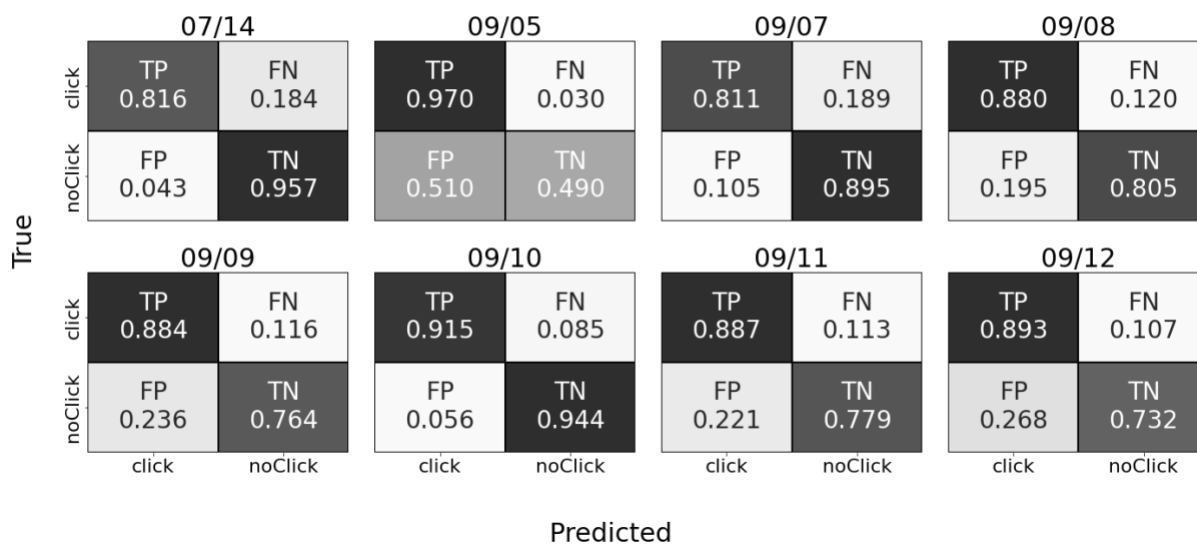 07/14 09/05 09/07 09/08
click TP FN TP FN TP FN TP FN
0.816 0.184 0.970 0.030 0.811 0.189 0.880 0.120
noClick FP TN FP TN FP TN FP TN
0.043 0.957 0.510 0.490 0.105 0.895 0.195 0.805
True
09/09 09/10 09/11 09/12
click TP FN TP FN TP FN TP FN
0.884 0.116 0.915 0.085 0.887 0.113 0.893 0.107
noClick FP TN FP TN FP TN FP TN
0.236 0.764 0.056 0.944 0.221 0.779 0.268 0.732
click noClick click noClick click noClick click noClick
Predicted